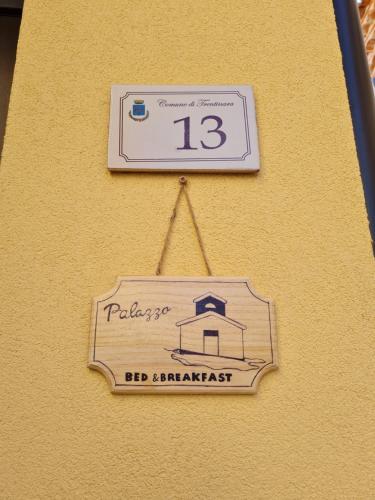 Comune di Trentinara
13
Palazzo
BED & BREAKFAST